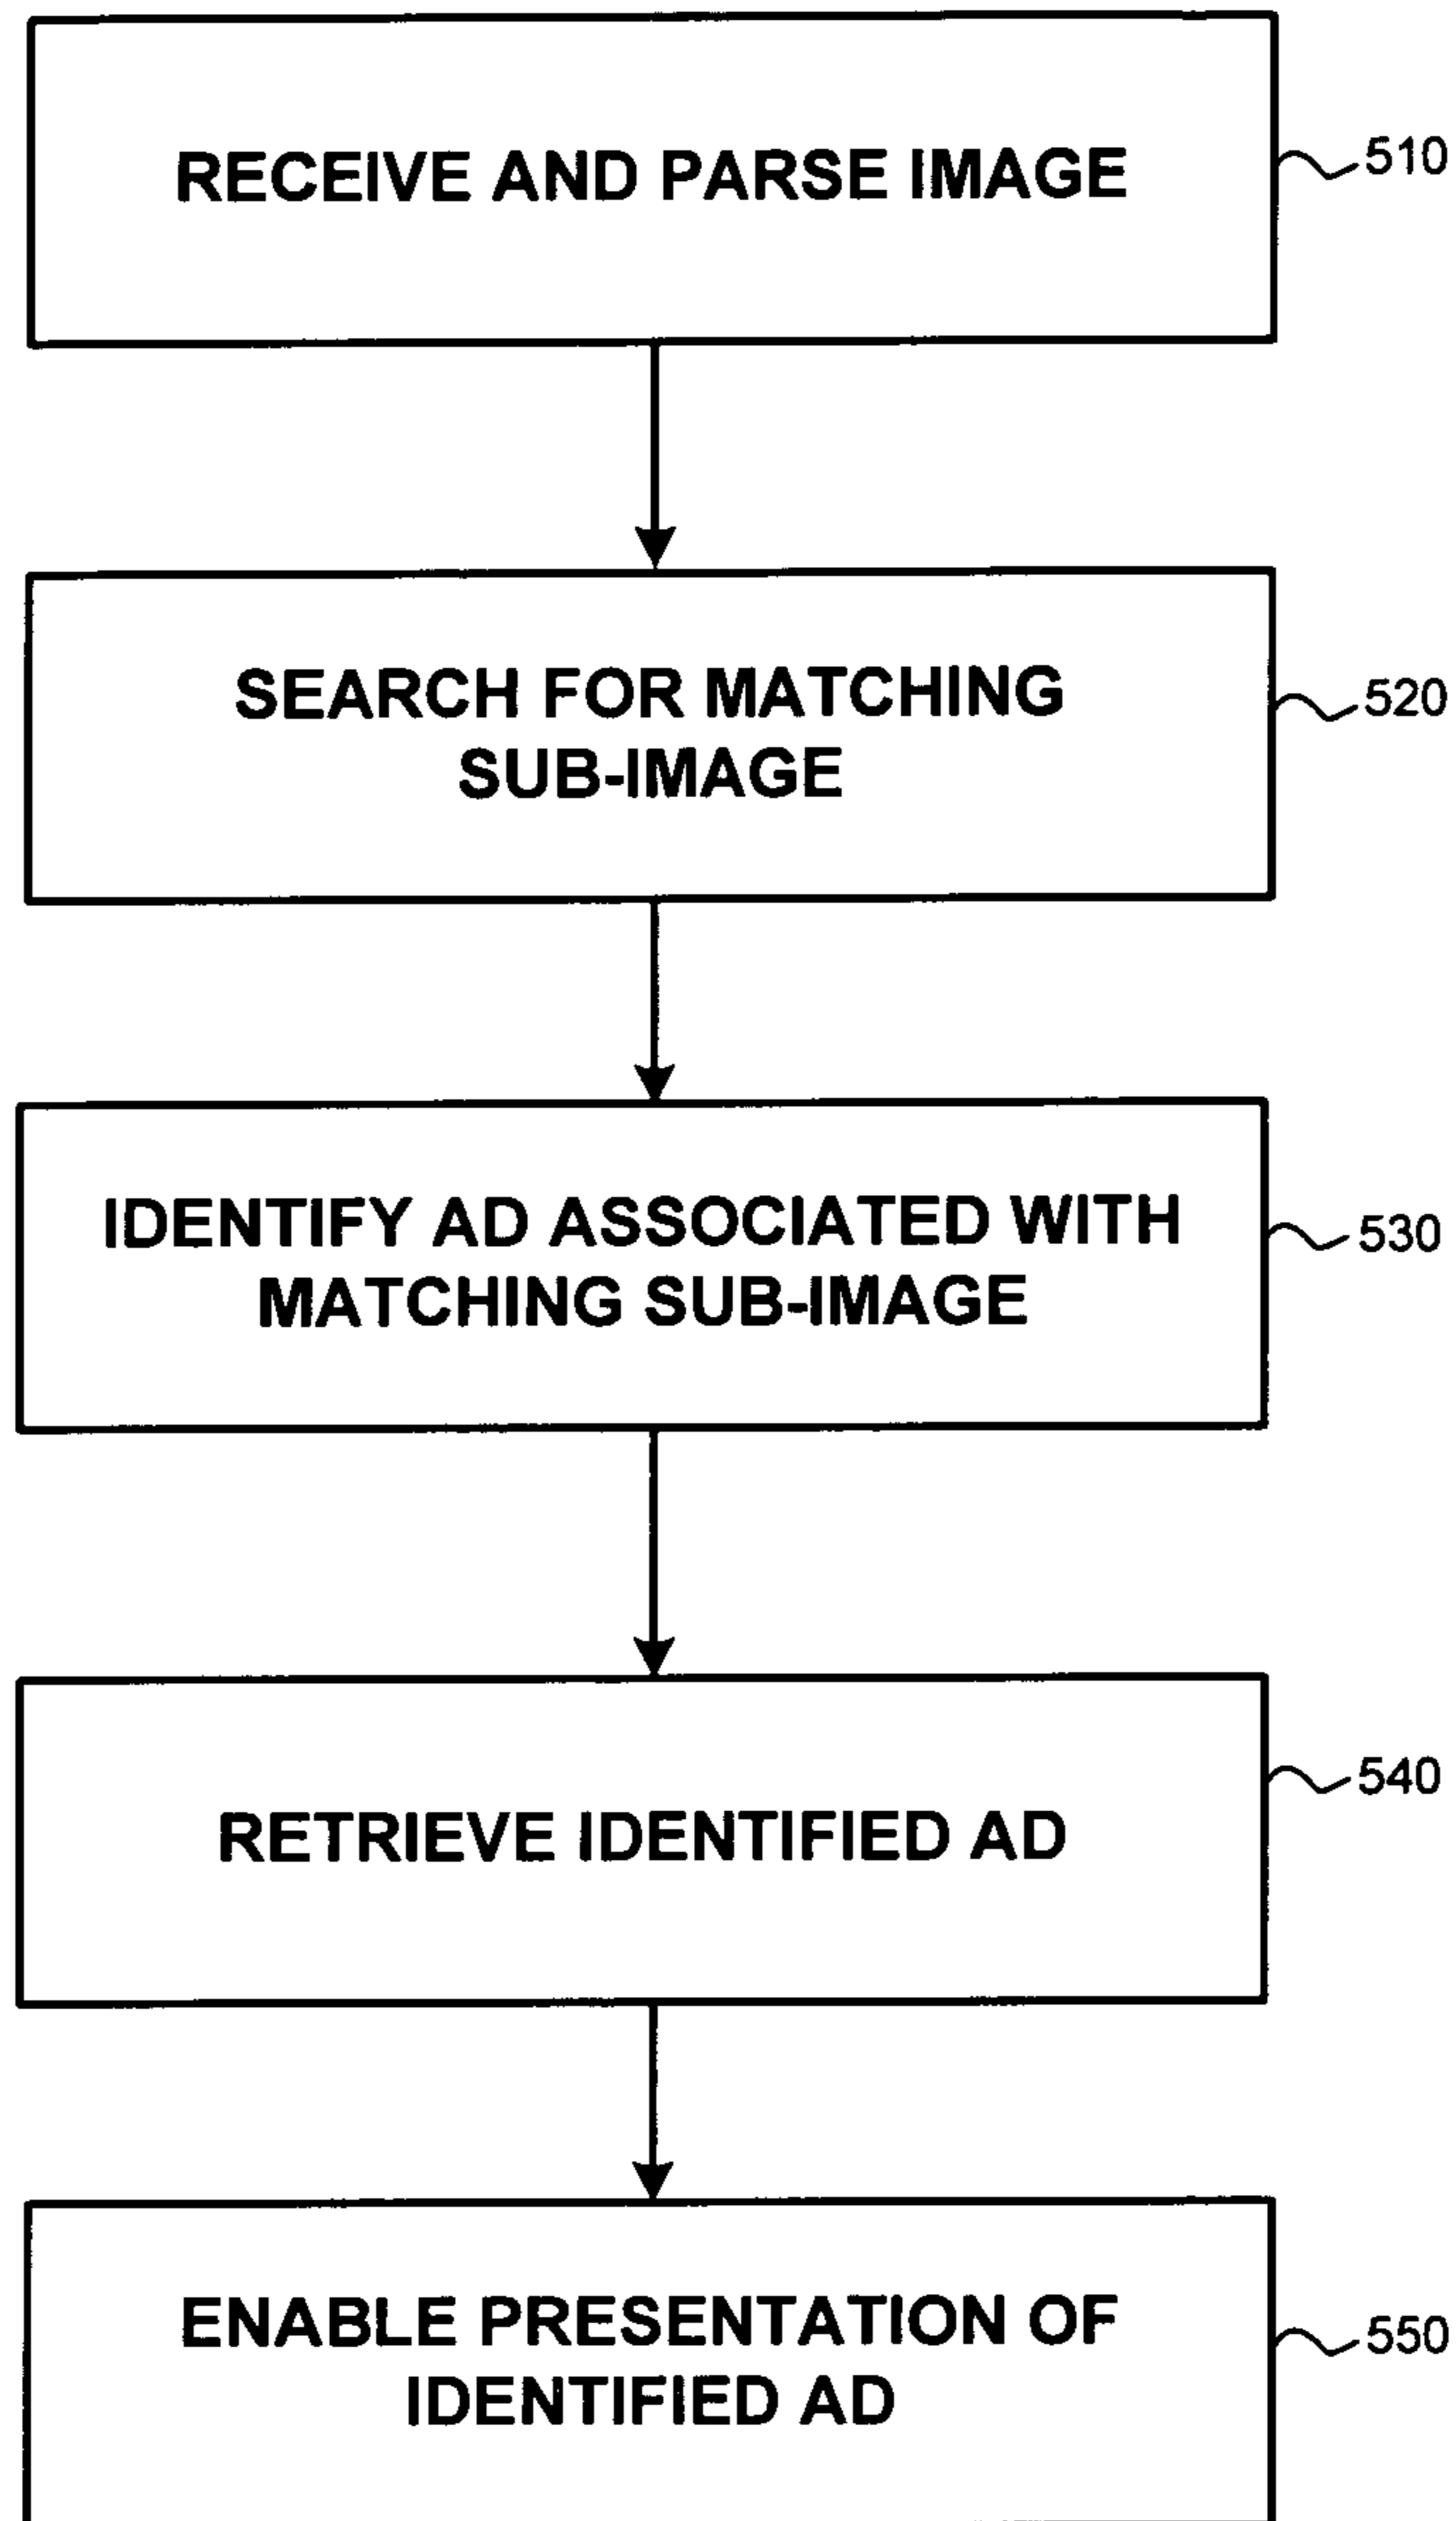 RECEIVE AND PARSE IMAGE
510
SEARCH FOR MATCHING
SUB-IMAGE
520
IDENTIFY AD ASSOCIATED WITH
MATCHING SUB-IMAGE
530
RETRIEVE IDENTIFIED AD
540
ENABLE PRESENTATION OF
IDENTIFIED AD
550